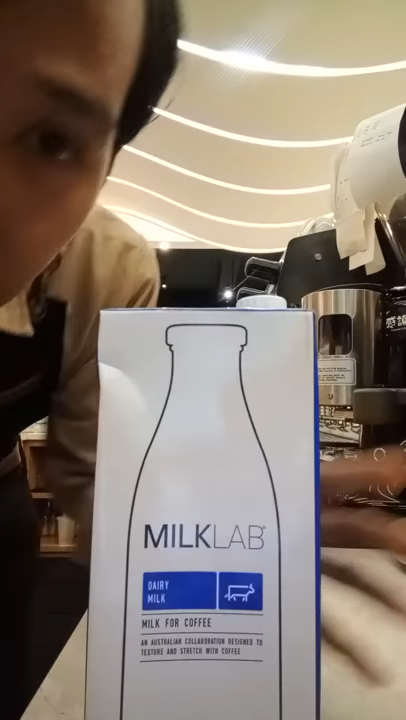 MILKLAB®
DAIRY
MILK
MILK FOR COFFEE
AN AUSTRALIAN COLLABORATION DESIGNED TO
TEXTURE AND STRETCH WITH COFFEE